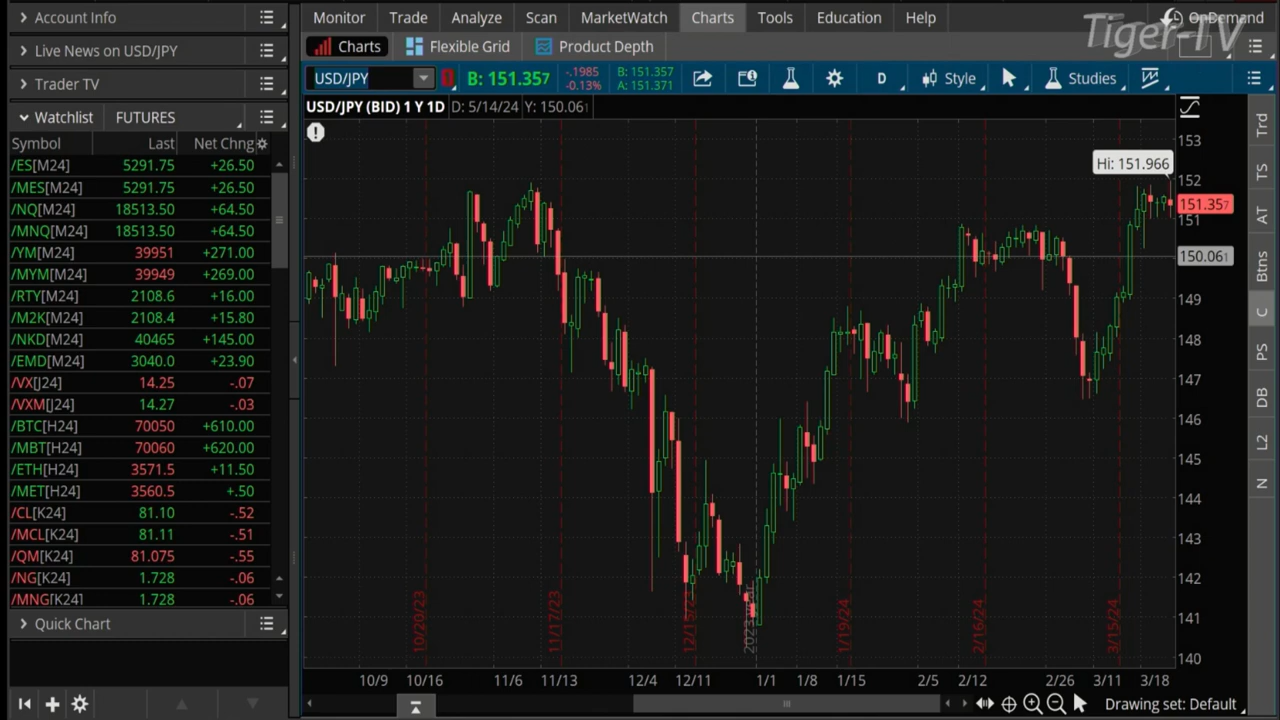 Account Info
Monitor Trade Analyze Scan MarketWatch Charts Tools Education Help OnDemand
Tiger-TV
Live News on USD/JPY
Charts Flexible Grid Product Depth
Trader TV
USD/JPY B: 151.357 -.1985 -0.13% B: 151.357 A: 151.371 D Style Studies
Watchlist FUTURES
USD/JPY (BID) 1 Y 1D D: 5/14/24 Y: 150.061
Symbol Last Net Chng
/ES[M24] 5291.75 +26.50
/MES[M24] 5291.75 +26.50
/NQ[M24] 18513.50 +64.50
/MNQ[M24] 18513.50 +64.50
/YM[M24] 39951 +271.00
/MYM[M24] 39949 +269.00
/RTY[M24] 2108.6 +16.00
/M2K[M24] 2108.4 +15.80
/NKD[M24] 40465 +145.00
/EMD[M24] 3040.0 +23.90
/VX[J24] 14.25 -.07
/VXM[J24] 14.27 -.03
/BTC[H24] 70050 +610.00
/MBT[H24] 70060 +620.00
/ETH[H24] 3571.5 +11.50
/MET[H24] 3560.5 +.50
/CL[K24] 81.10 -.52
/MCL[K24] 81.11 -.51
/QM[K24] 81.075 -.55
/NG[K24] 1.728 -.06
/MNG[K24] 1.728 -.06
Quick Chart
Hi: 151.966
153
152
151.357
151
150.061
149
148
147
146
145
144
143
142
141
140
10/20/23 11/17/23 12/15/23 1/19/24 2/16/24 3/15/24
10/9 10/16 11/6 11/13 12/4 12/11 1/1 1/8 1/15 2/5 2/12 2/26 3/11 3/18
Trd
TS
AT
Btns
C
PS
DB
L2
N
Drawing set: Default